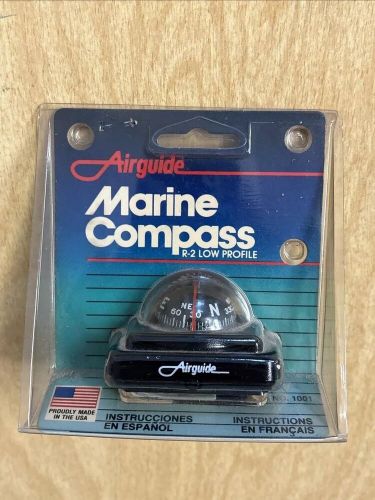 Airguide
Marine
Compass
R-2 LOW PROFILE
NE N
60 30 33
Airguide
NO. 1001
PROUDLY MADE
IN THE USA
INSTRUCCIONES
EN ESPAÑOL
INSTRUCTIONS
EN FRANÇAIS